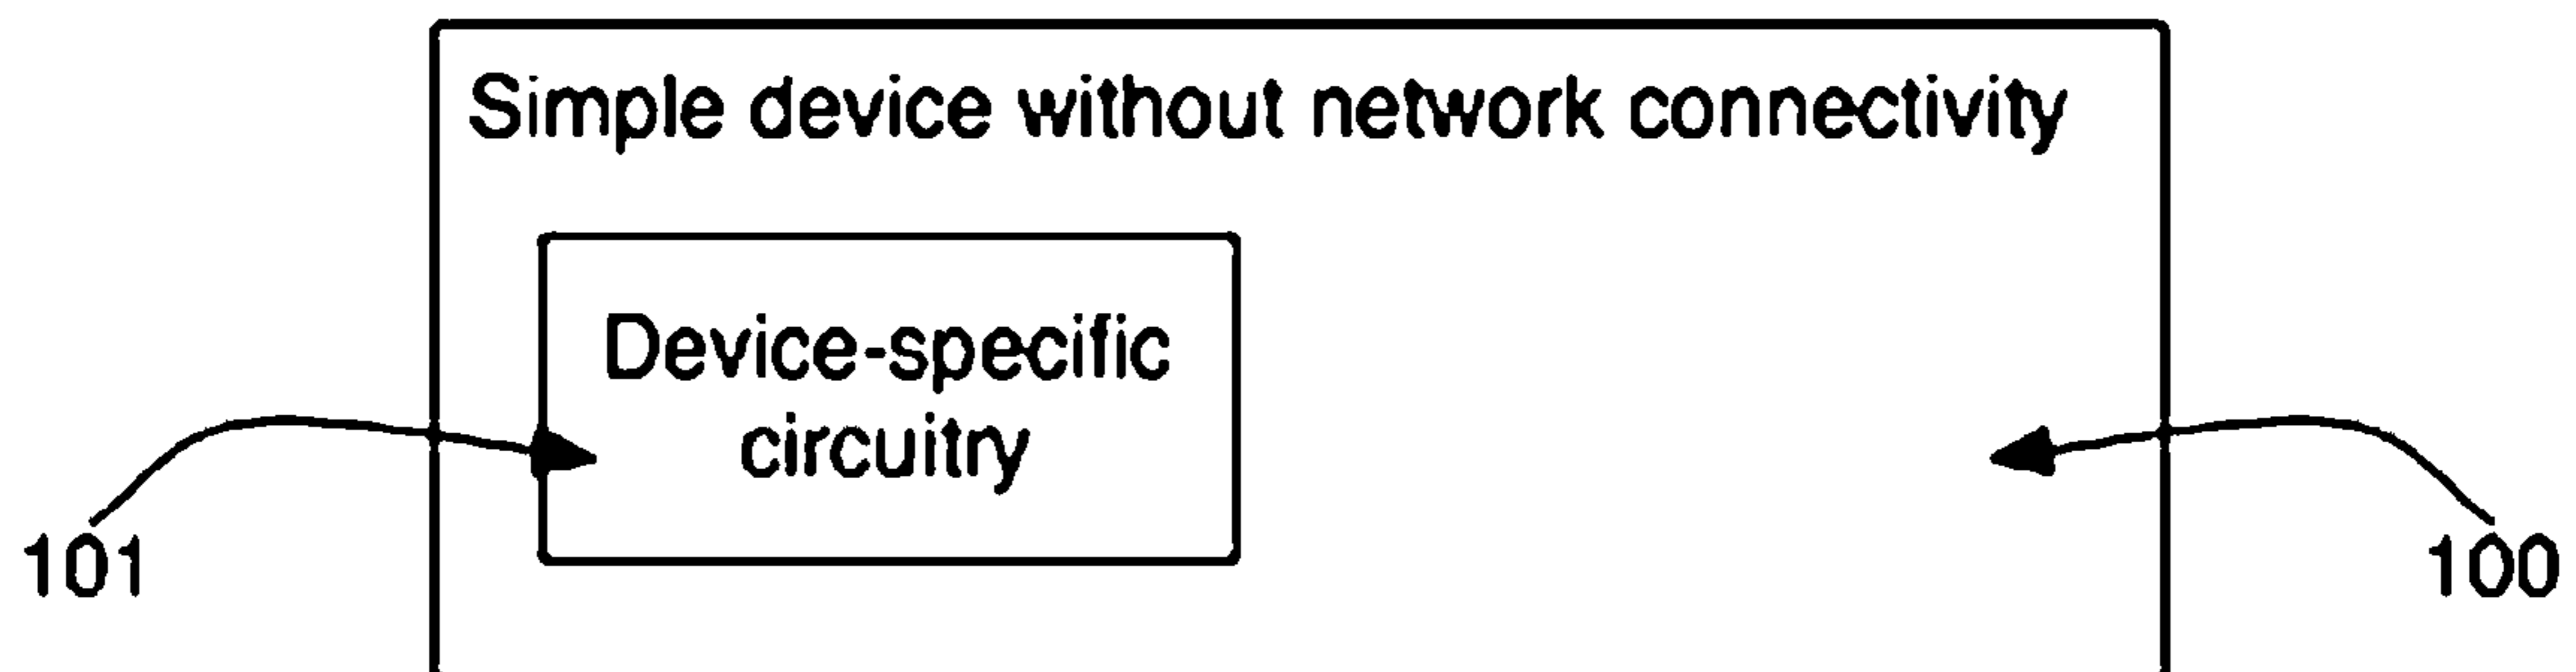 Simple device without network connectivity
Device-specific
circuitry
101
100